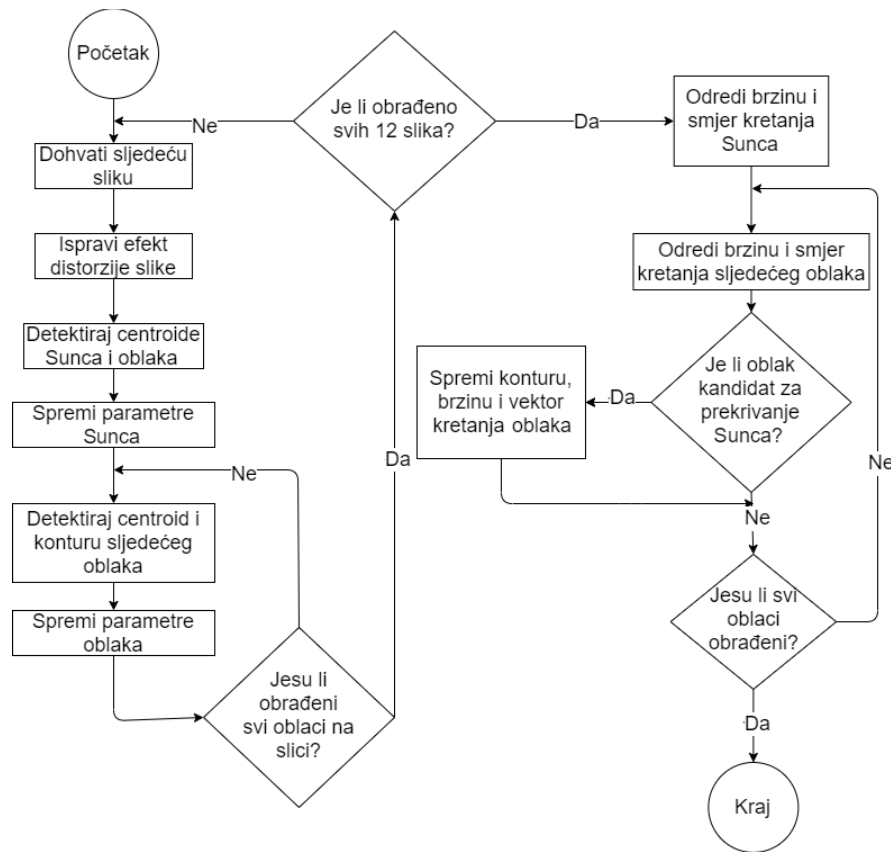 Početak
Dohvati sljedeću
sliku
Ispravi efekt
distorzije slike
Detektiraj centroide
Sunca i oblaka
Spremi parametre
Sunca
Ne
Detektiraj centroid i
konturu sljedećeg
oblaka
Spremi parametre
oblaka
Jesu li
obrađeni
svi oblaci na
slici?
Da
Je li obrađeno
svih 12 slika?
Ne
Da
Odredi brzinu i
smjer kretanja
Sunca
Odredi brzinu i smjer
kretanja sljedećeg oblaka
Je li oblak
kandidat za
prekrivanje
Sunca?
Da
Spremi konturu,
brzinu i vektor
kretanja oblaka
Ne
Jesu li svi
oblaci
obrađeni?
Ne
Da
Kraj